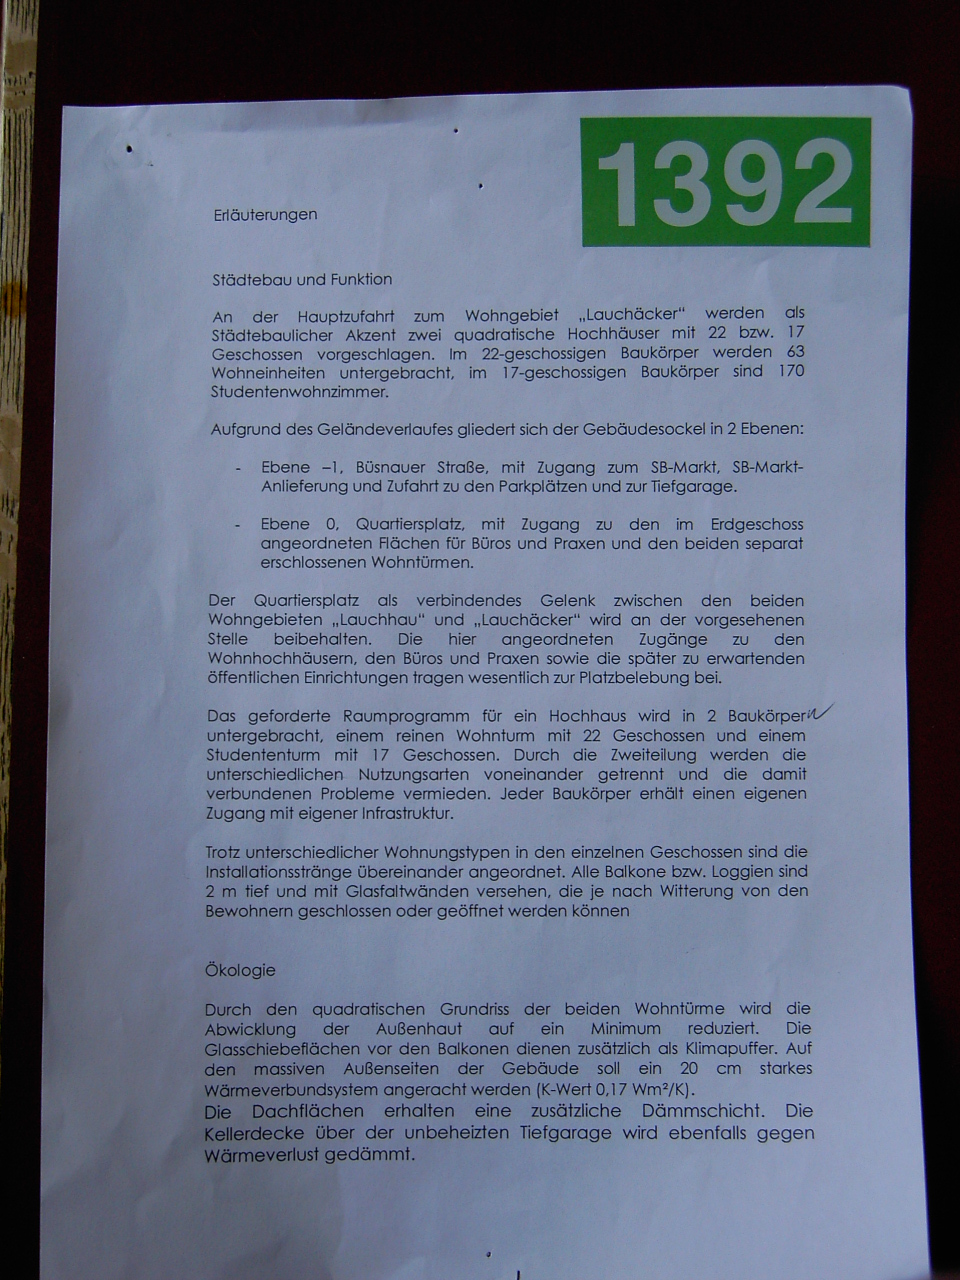 1392
Erläuterungen
Städtebau und Funktion
An der Hauptzufahrt zum Wohngebiet „Lauchäcker“ werden als
Städtebaulicher Akzent zwei quadratische Hochhäuser mit 22 bzw. 17
Geschossen vorgeschlagen. Im 22-geschossigen Baukörper werden 63
Wohneinheiten untergebracht, im 17-geschossigen Baukörper sind 170
Studentenwohnzimmer.
Aufgrund des Geländeverlaufes gliedert sich der Gebäudesockel in 2 Ebenen:
- Ebene –1, Büsnauer Straße, mit Zugang zum SB-Markt, SB-Markt-
Anlieferung und Zufahrt zu den Parkplätzen und zur Tiefgarage.
- Ebene 0, Quartiersplatz, mit Zugang zu den im Erdgeschoss
angeordneten Flächen für Büros und Praxen und den beiden separat
erschlossenen Wohntürmen.
Der Quartiersplatz als verbindendes Gelenk zwischen den beiden
Wohngebieten „Lauchhau“ und „Lauchäcker“ wird an der vorgesehenen
Stelle beibehalten. Die hier angeordneten Zugänge zu den
Wohnhochhäusern, den Büros und Praxen sowie die später zu erwartenden
öffentlichen Einrichtungen tragen wesentlich zur Platzbelebung bei.
Das geforderte Raumprogramm für ein Hochhaus wird in 2 Baukörpern
untergebracht, einem reinen Wohnturm mit 22 Geschossen und einem
Studententurm mit 17 Geschossen. Durch die Zweiteilung werden die
unterschiedlichen Nutzungsarten voneinander getrennt und die damit
verbundenen Probleme vermieden. Jeder Baukörper erhält einen eigenen
Zugang mit eigener Infrastruktur.
Trotz unterschiedlicher Wohnungstypen in den einzelnen Geschossen sind die
Installationsstränge übereinander angeordnet. Alle Balkone bzw. Loggien sind
2 m tief und mit Glasfaltwänden versehen, die je nach Witterung von den
Bewohnern geschlossen oder geöffnet werden können
Ökologie
Durch den quadratischen Grundriss der beiden Wohntürme wird die
Abwicklung der Außenhaut auf ein Minimum reduziert. Die
Glasschiebeflächen vor den Balkonen dienen zusätzlich als Klimapuffer. Auf
den massiven Außenseiten der Gebäude soll ein 20 cm starkes
Wärmeverbundsystem angeracht werden (K-Wert 0,17 Wm²/K).
Die Dachflächen erhalten eine zusätzliche Dämmschicht. Die
Kellerdecke über der unbeheizten Tiefgarage wird ebenfalls gegen
Wärmeverlust gedämmt.